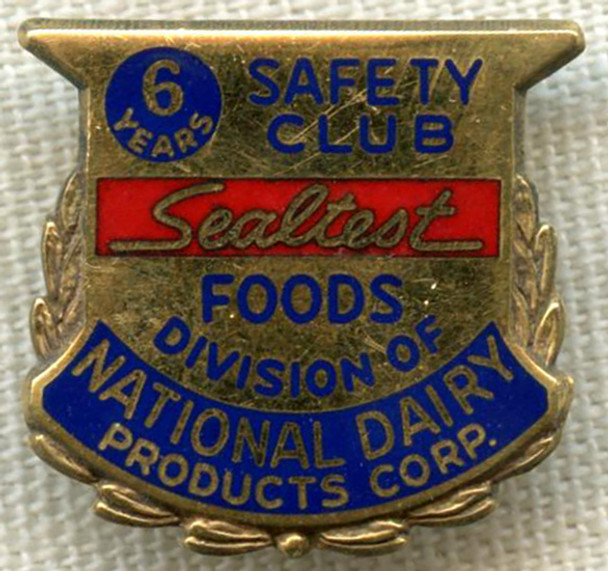 6
YEARS
SAFETY
CLUB
Sealtest
FOODS
DIVISION OF
NATIONAL DAIRY
PRODUCTS CORP.